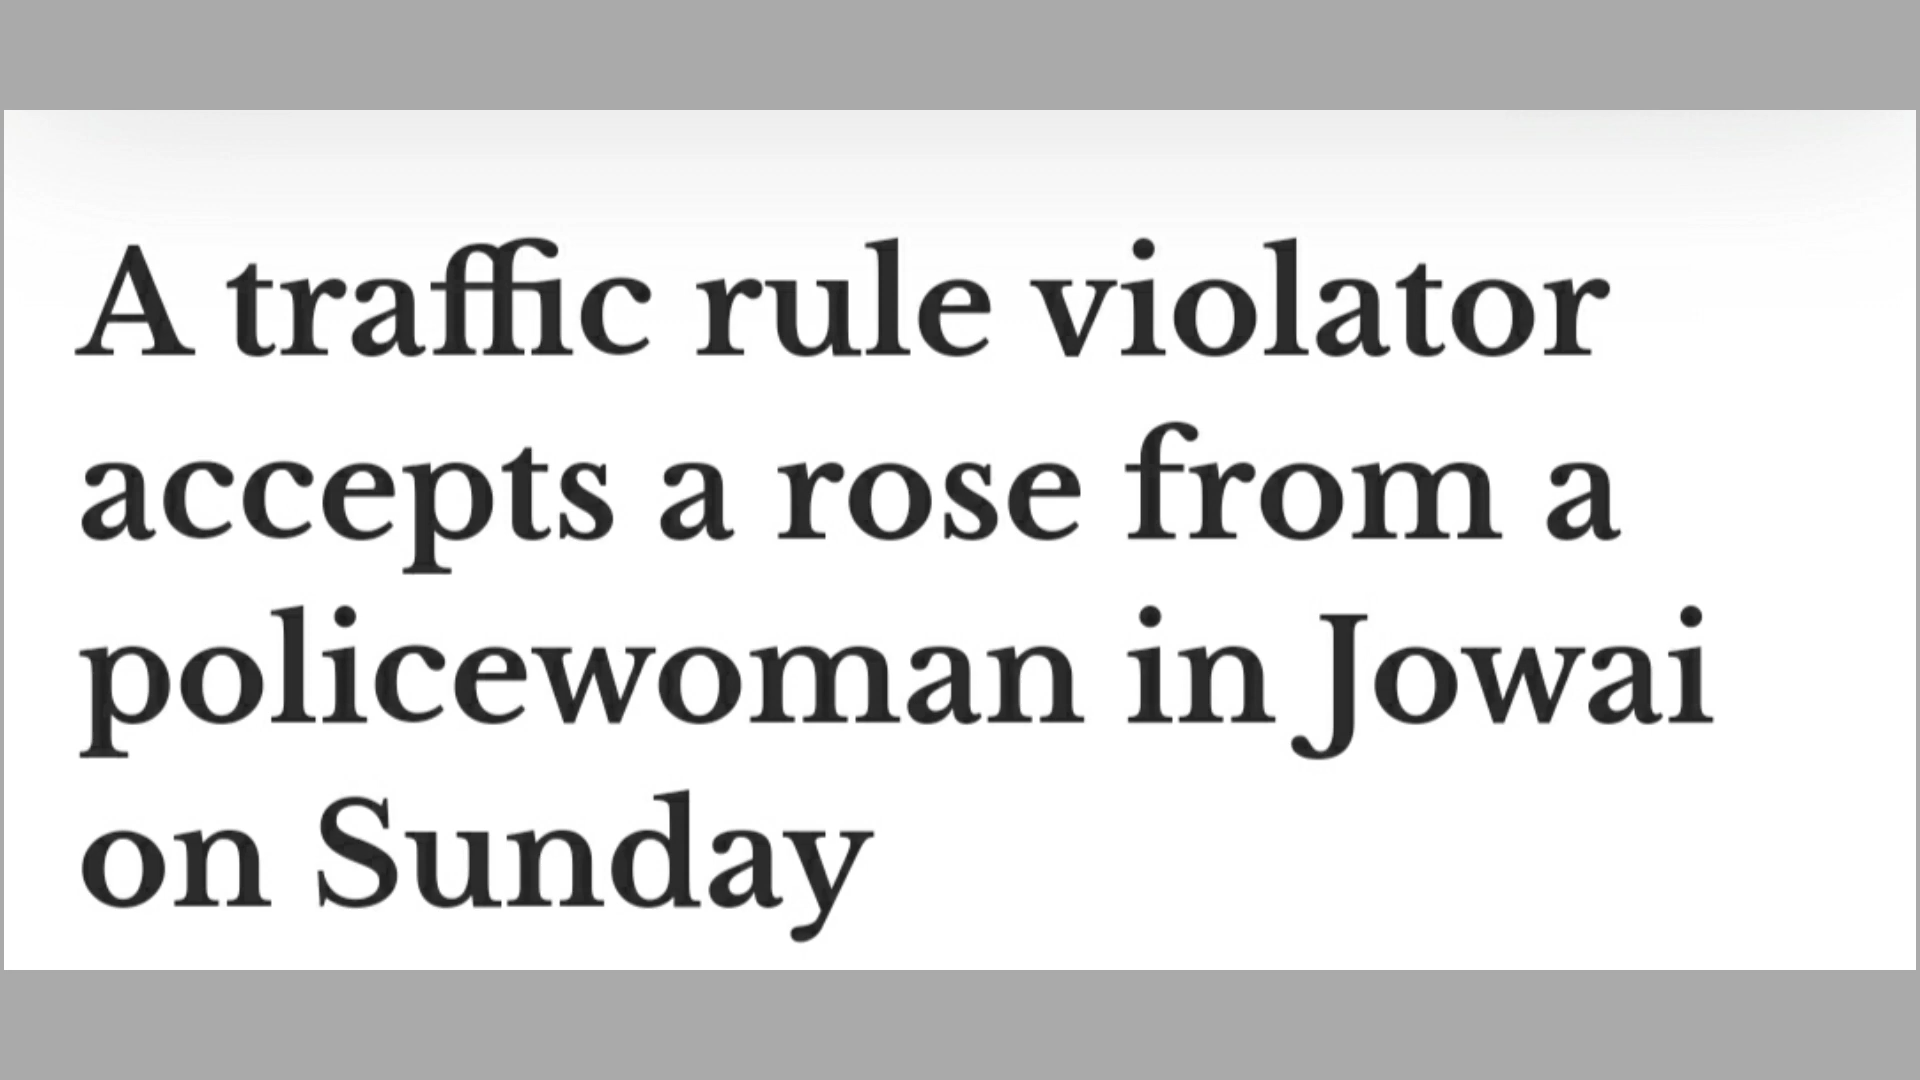 A traffic rule violator
accepts a rose from a
policewoman in Jowai
on Sunday